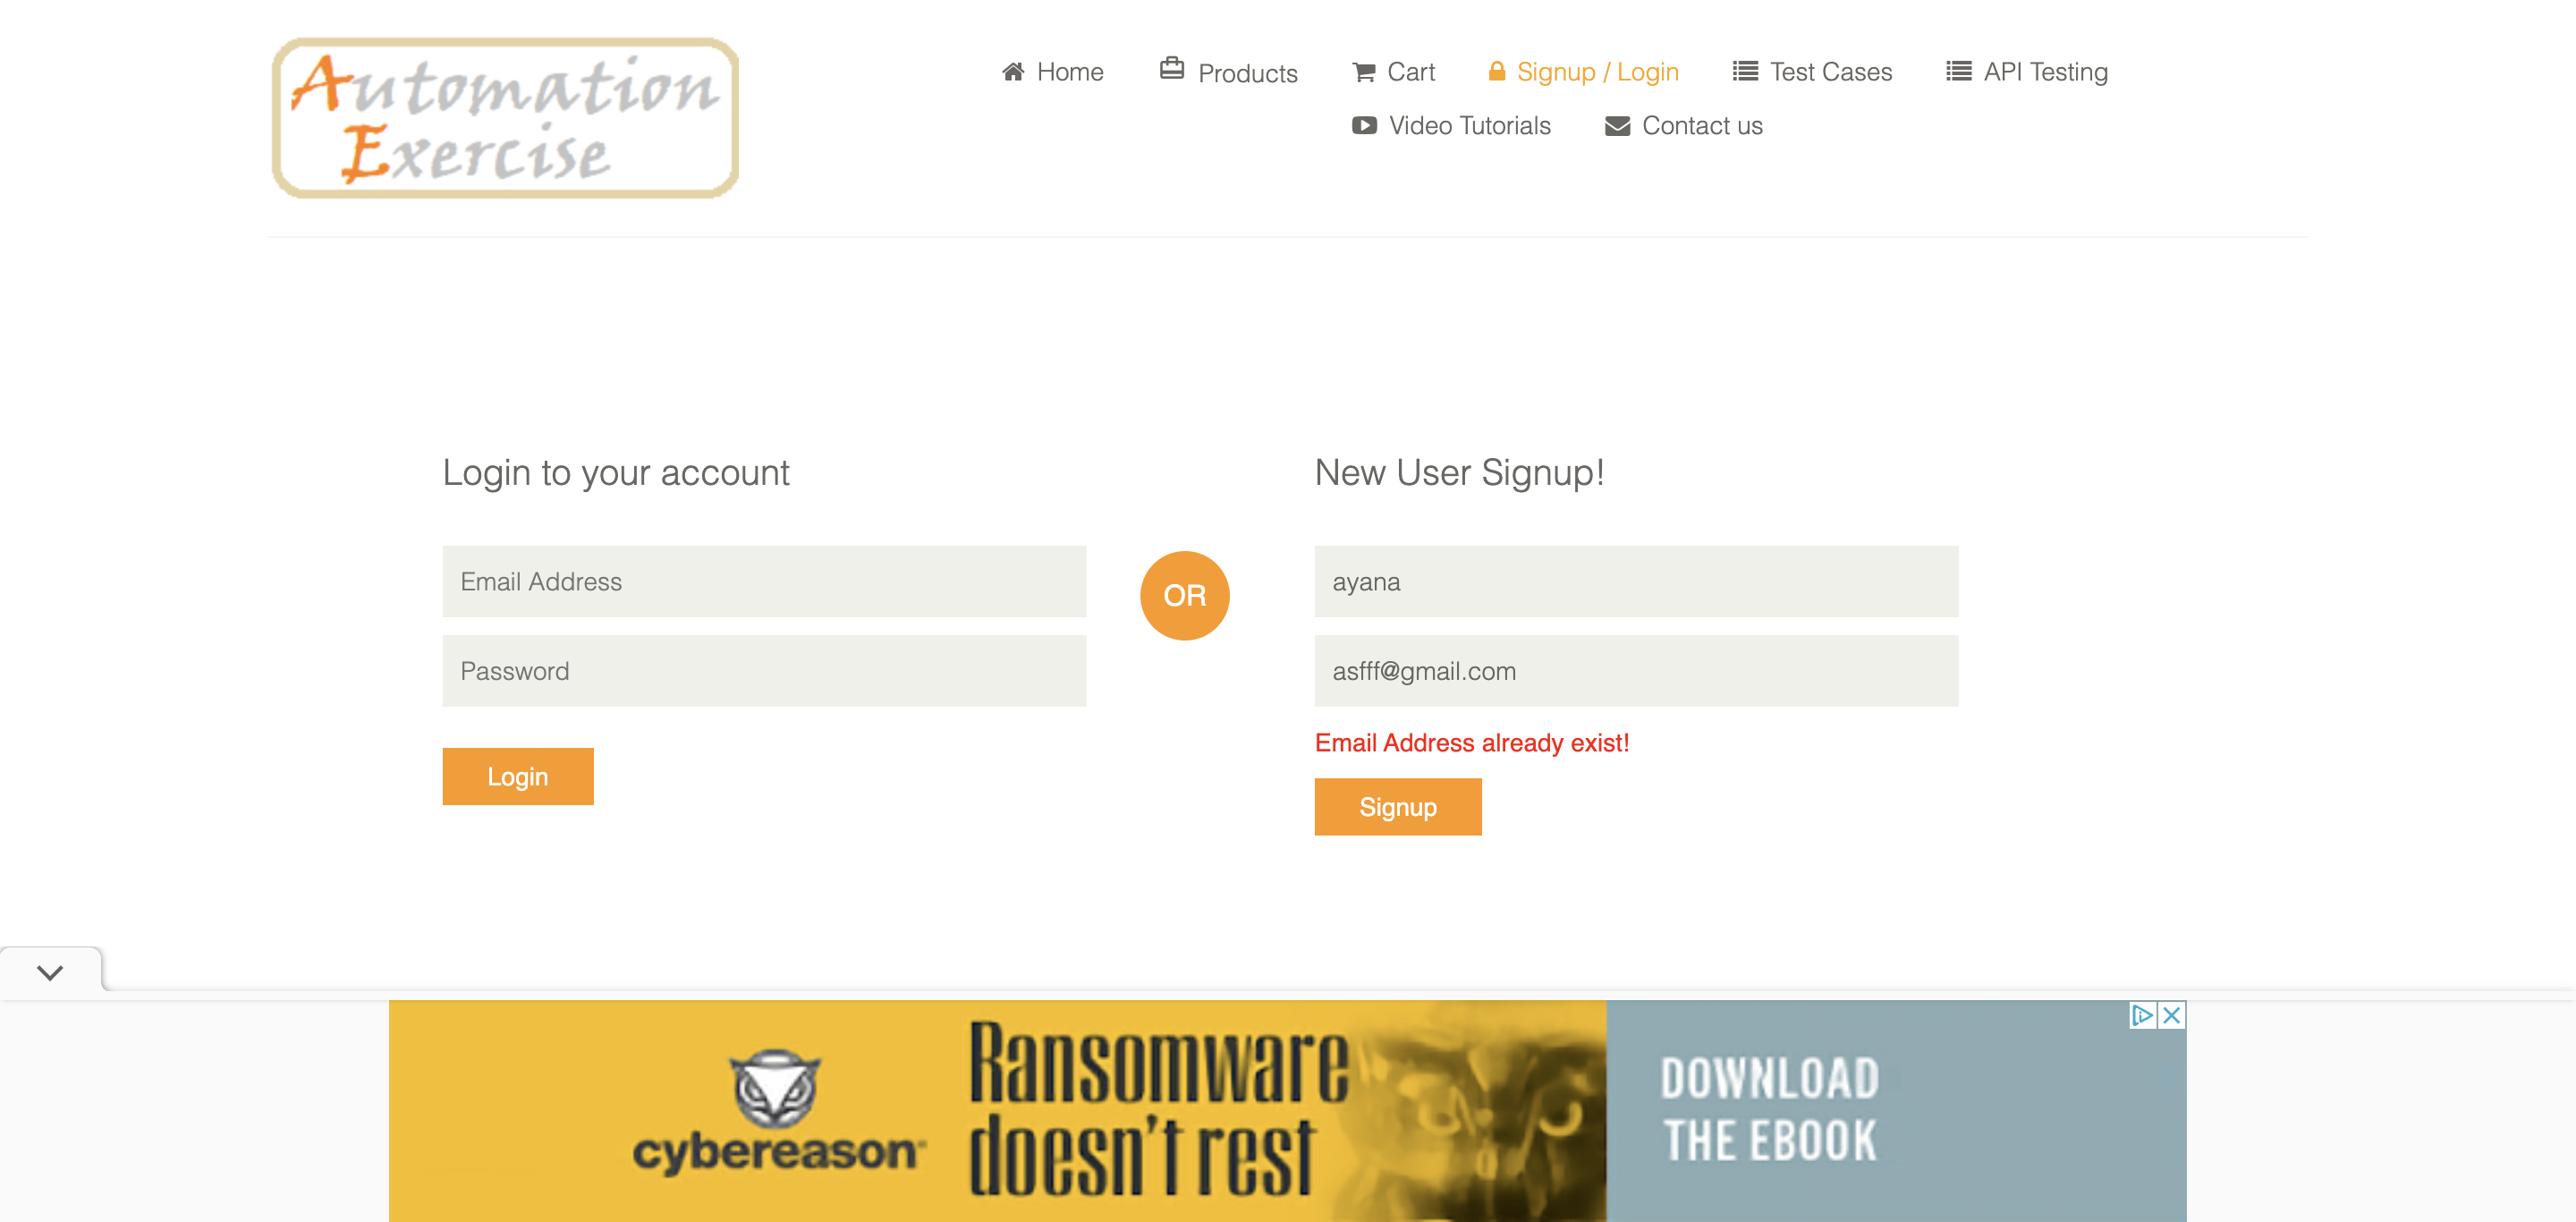 Automation
Exercise
Home
Products
Cart
Signup / Login
Test Cases
API Testing
Video Tutorials
Contact us
Login to your account
Email Address
Password
Login
OR
New User Signup!
ayana
asfff@gmail.com
Email Address already exist!
Signup
cybereason
Ransomware
doesn't rest
DOWNLOAD
THE EBOOK